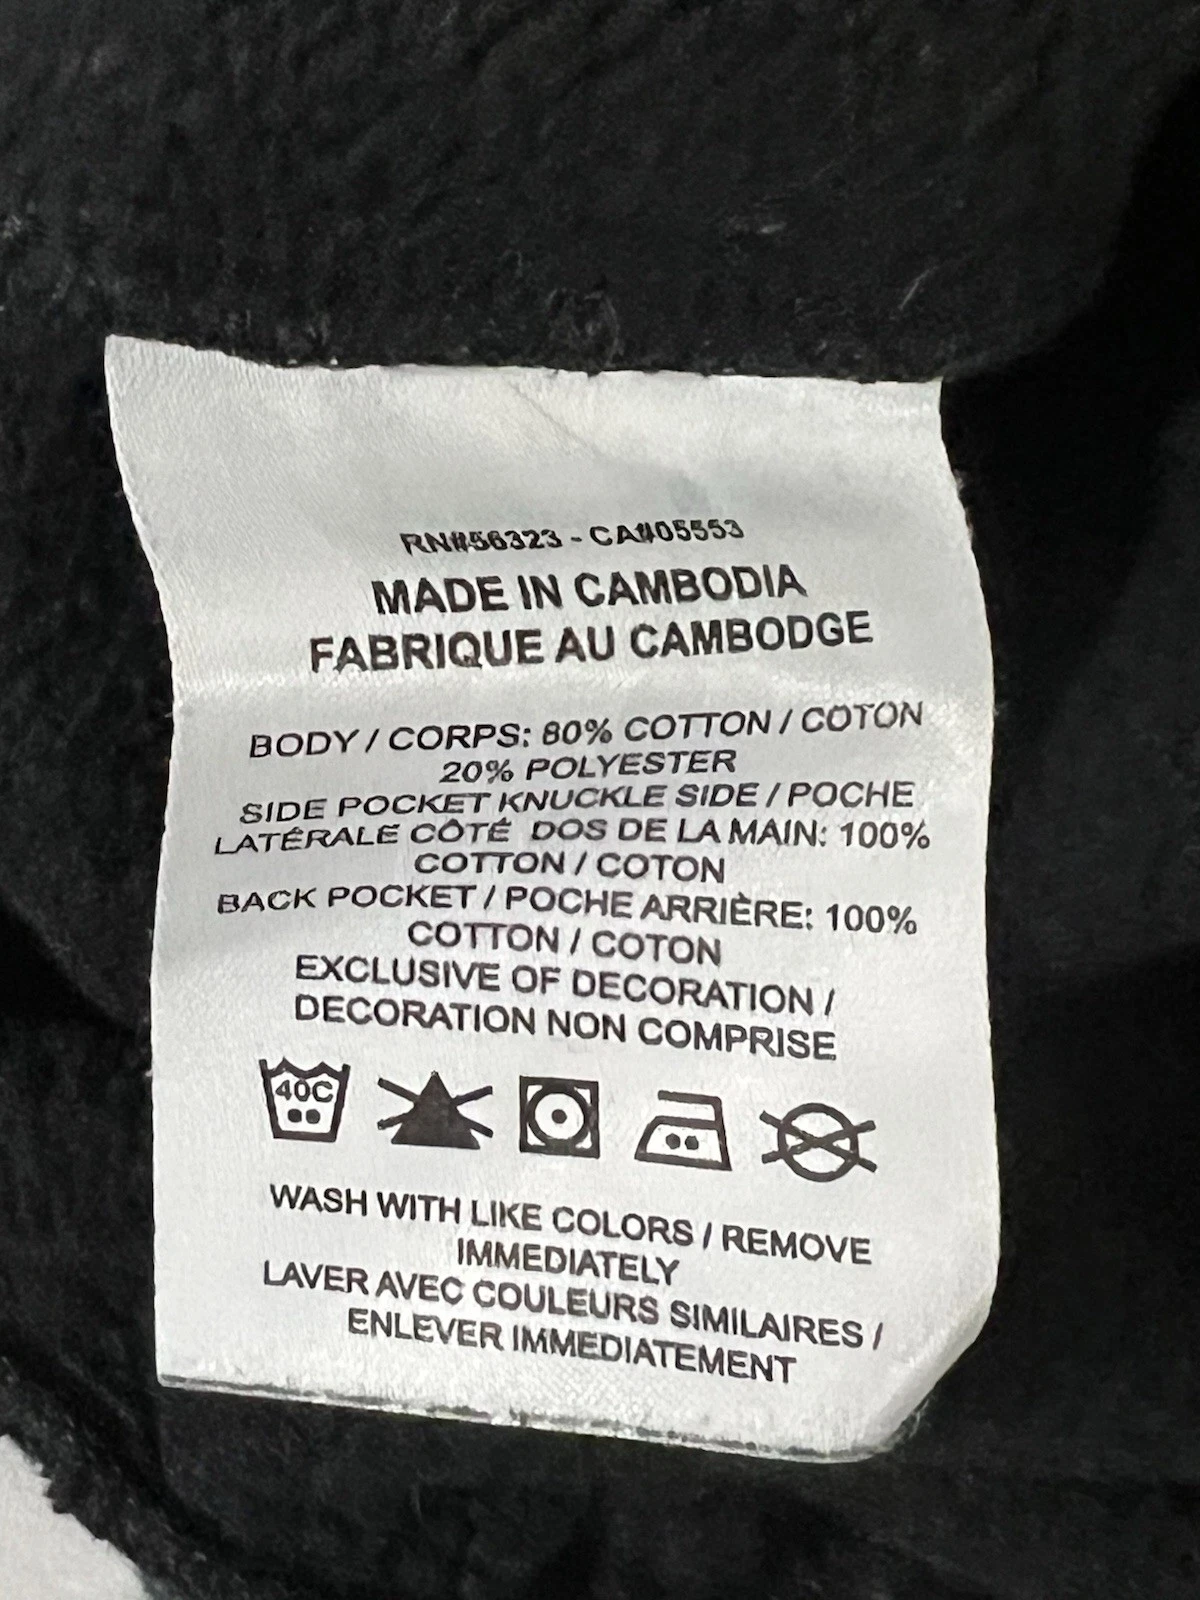 RN#56323 - CA#05553
MADE IN CAMBODIA
FABRIQUE AU CAMBODGE
BODY / CORPS: 80% COTTON / COTON
20% POLYESTER
SIDE POCKET KNUCKLE SIDE / POCHE
LATÉRALE CÔTÉ DOS DE LA MAIN: 100%
COTTON / COTON
BACK POCKET / POCHE ARRIÈRE: 100%
COTTON / COTON
EXCLUSIVE OF DECORATION /
DECORATION NON COMPRISE
40C
WASH WITH LIKE COLORS / REMOVE
IMMEDIATELY
LAVER AVEC COULEURS SIMILAIRES /
ENLEVER IMMEDIATEMENT